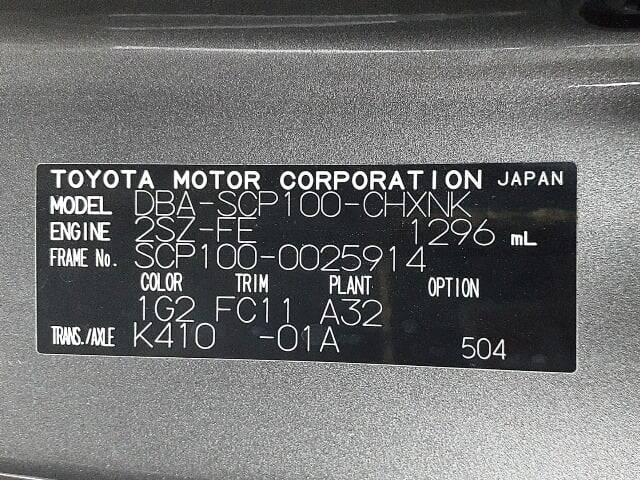 TOYOTA MOTOR CORPORATION JAPAN
MODEL DBA-SCP100-CHXNK
ENGINE 2SZ-FE 1296 mL
FRAME No. SCP100-0025914
COLOR TRIM PLANT OPTION
1G2 FC11 A32
TRANS./AXLE K410 -01A 504